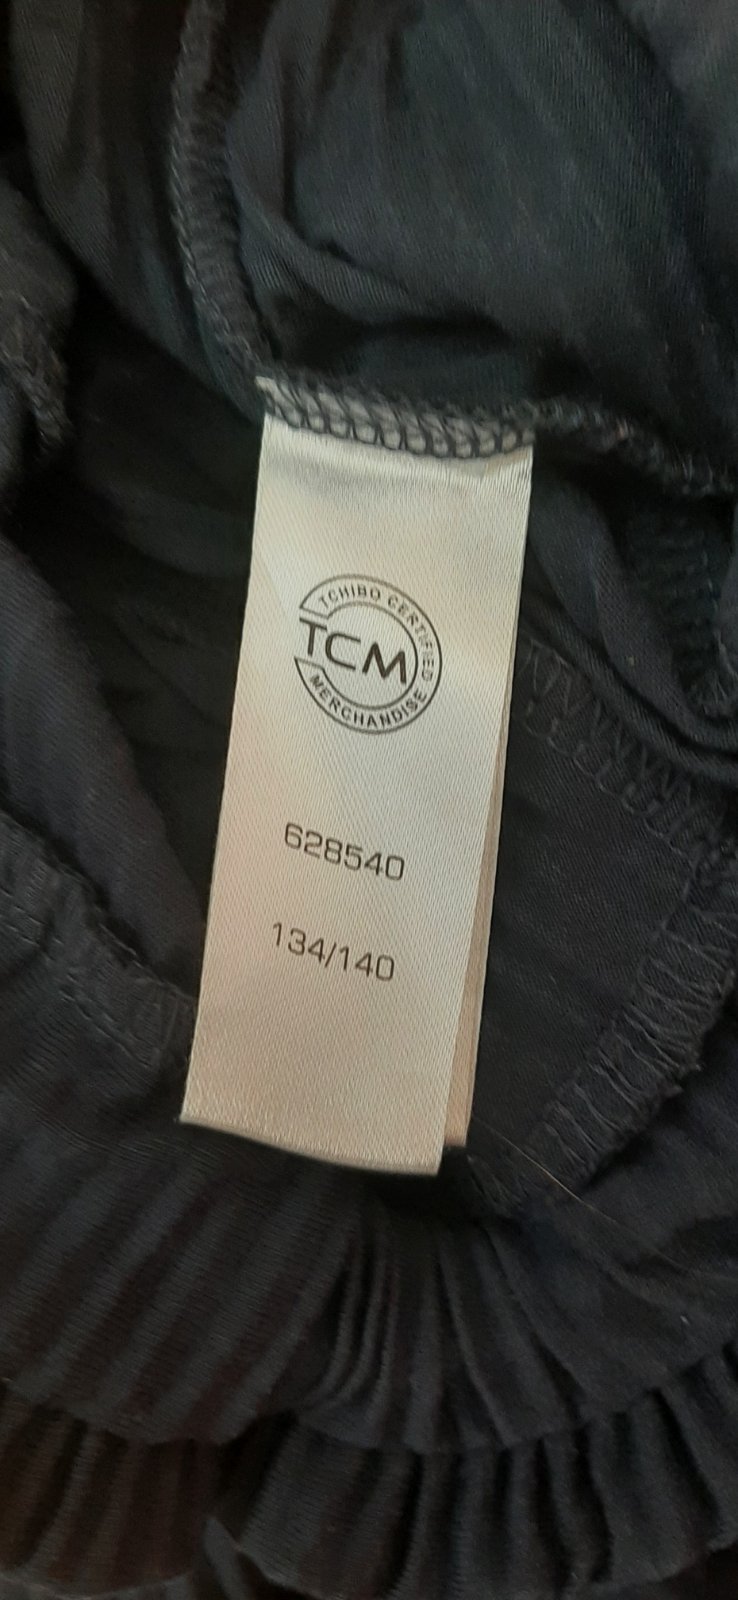 TCHIBO CERTIFIED
TCM
MERCHANDISE
628540
134/140